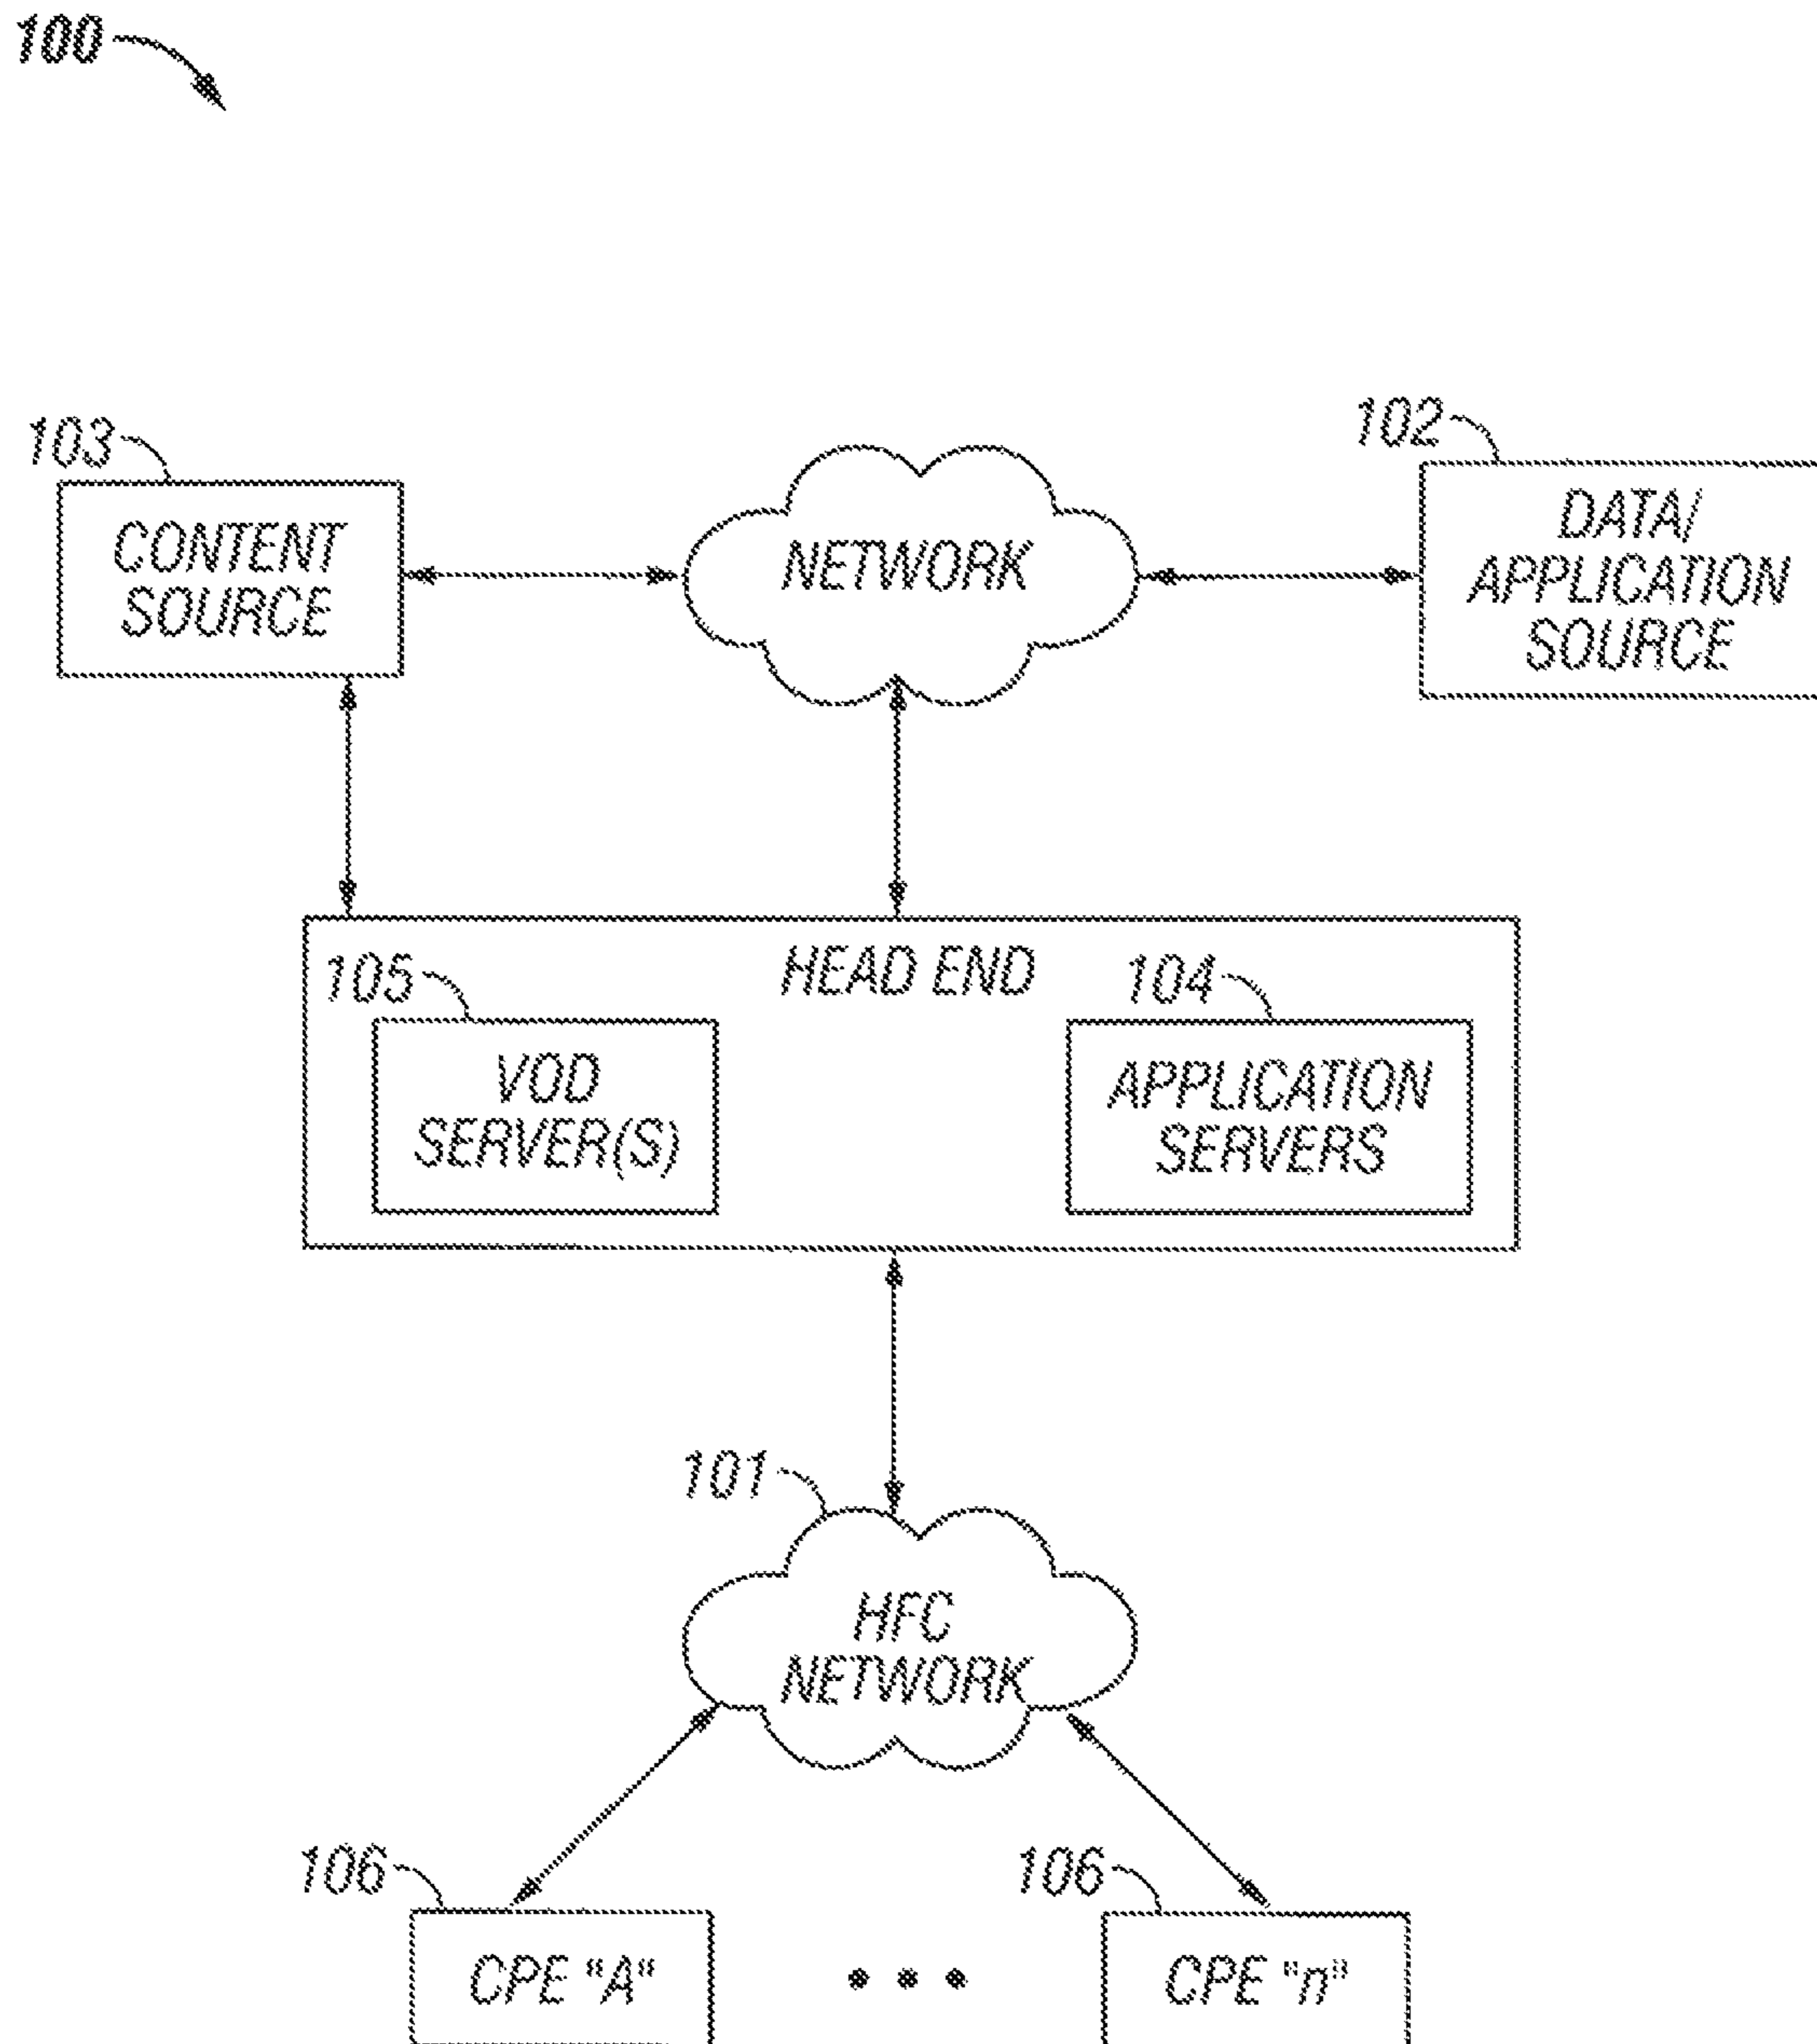 100
103
102
CONTENT
SOURCE
NETWORK
DATA/
APPLICATION
SOURCE
HEAD END
105
104
VOD
SERVER(S)
APPLICATION
SERVERS
101
HFC
NETWORK
106
106
CPE "A"
• • •
CPE "n"